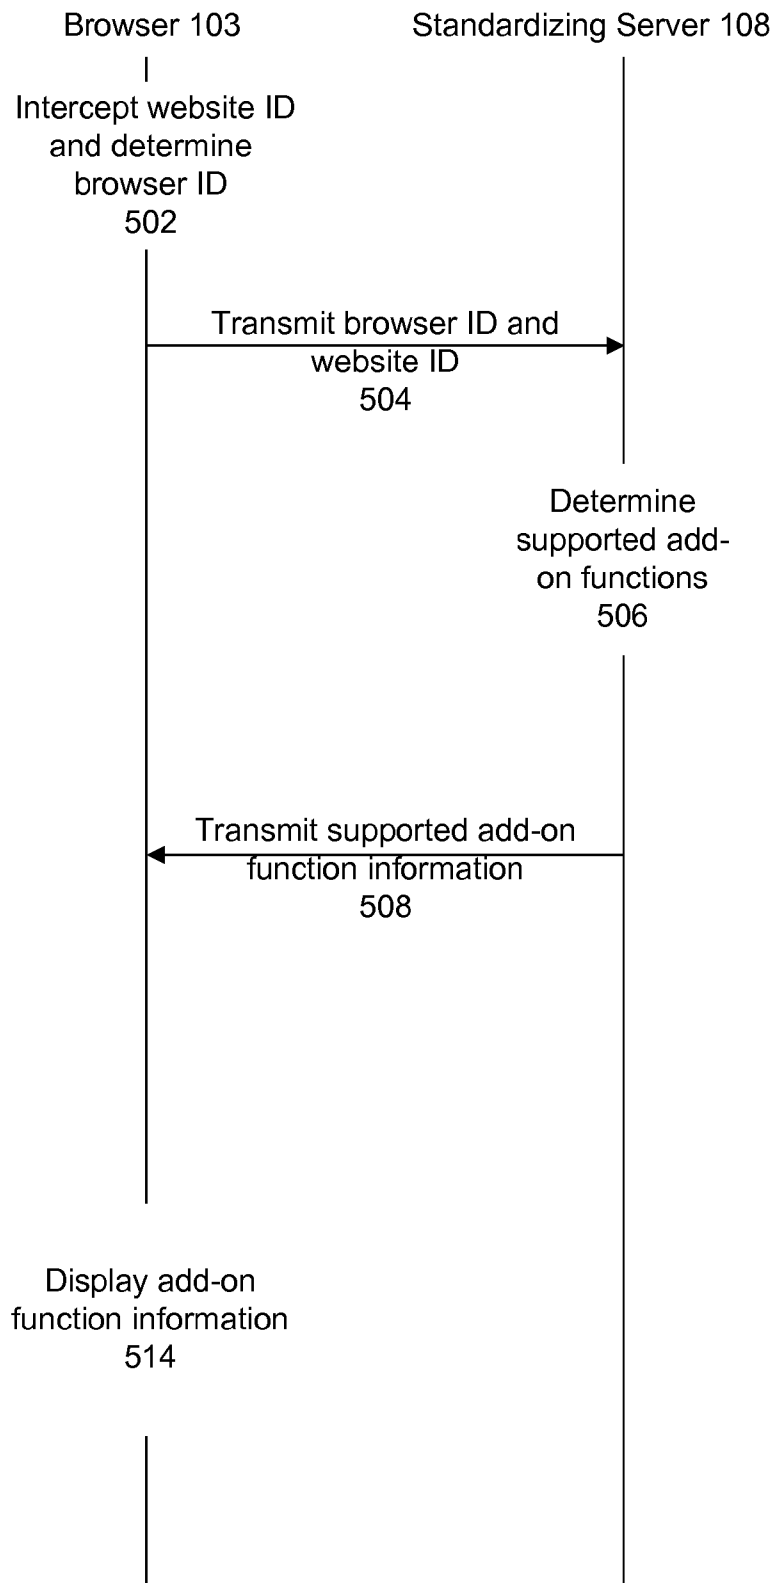 Browser 103
Standardizing Server 108
Intercept website ID
and determine
browser ID
502
Transmit browser ID and
website ID
504
Determine
supported add-
on functions
506
Transmit supported add-on
function information
508
Display add-on
function information
514